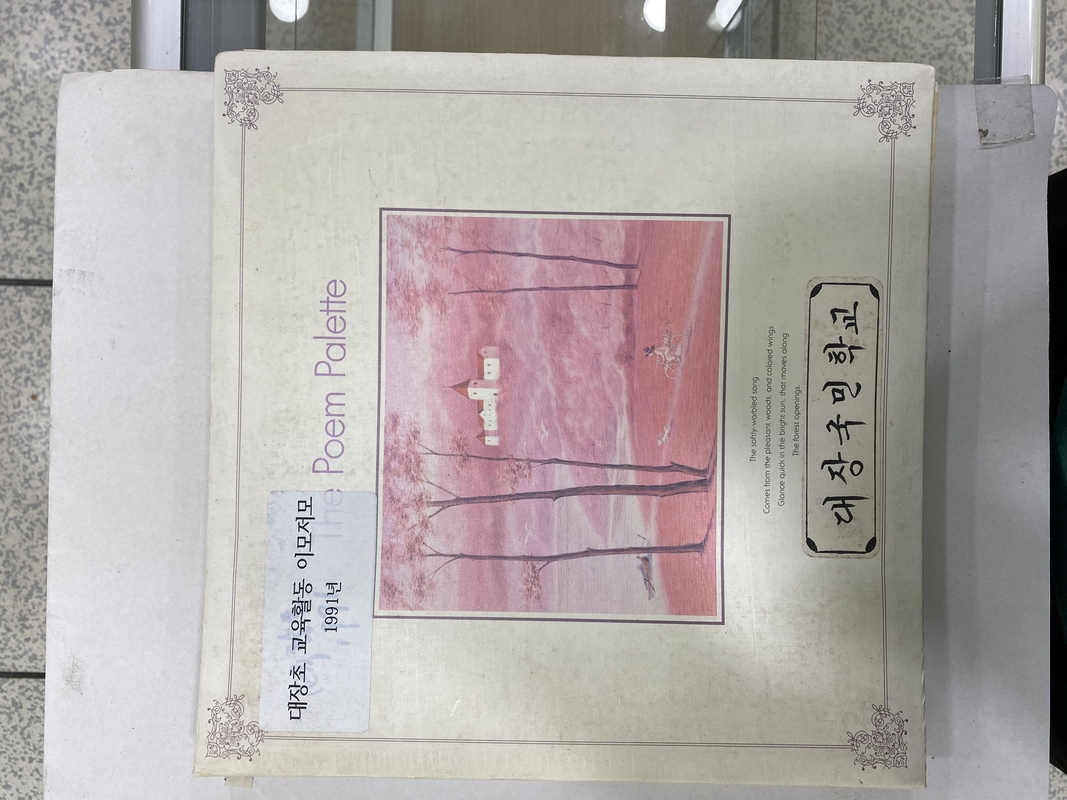 대장초 교육활동 이모저모
1991년
The Poem Palette
The softly-warbled song
Comes from the pleasant woods, and colored wings
Glance quick in the bright sun, that moves along
The forest openings.
대장국민학교